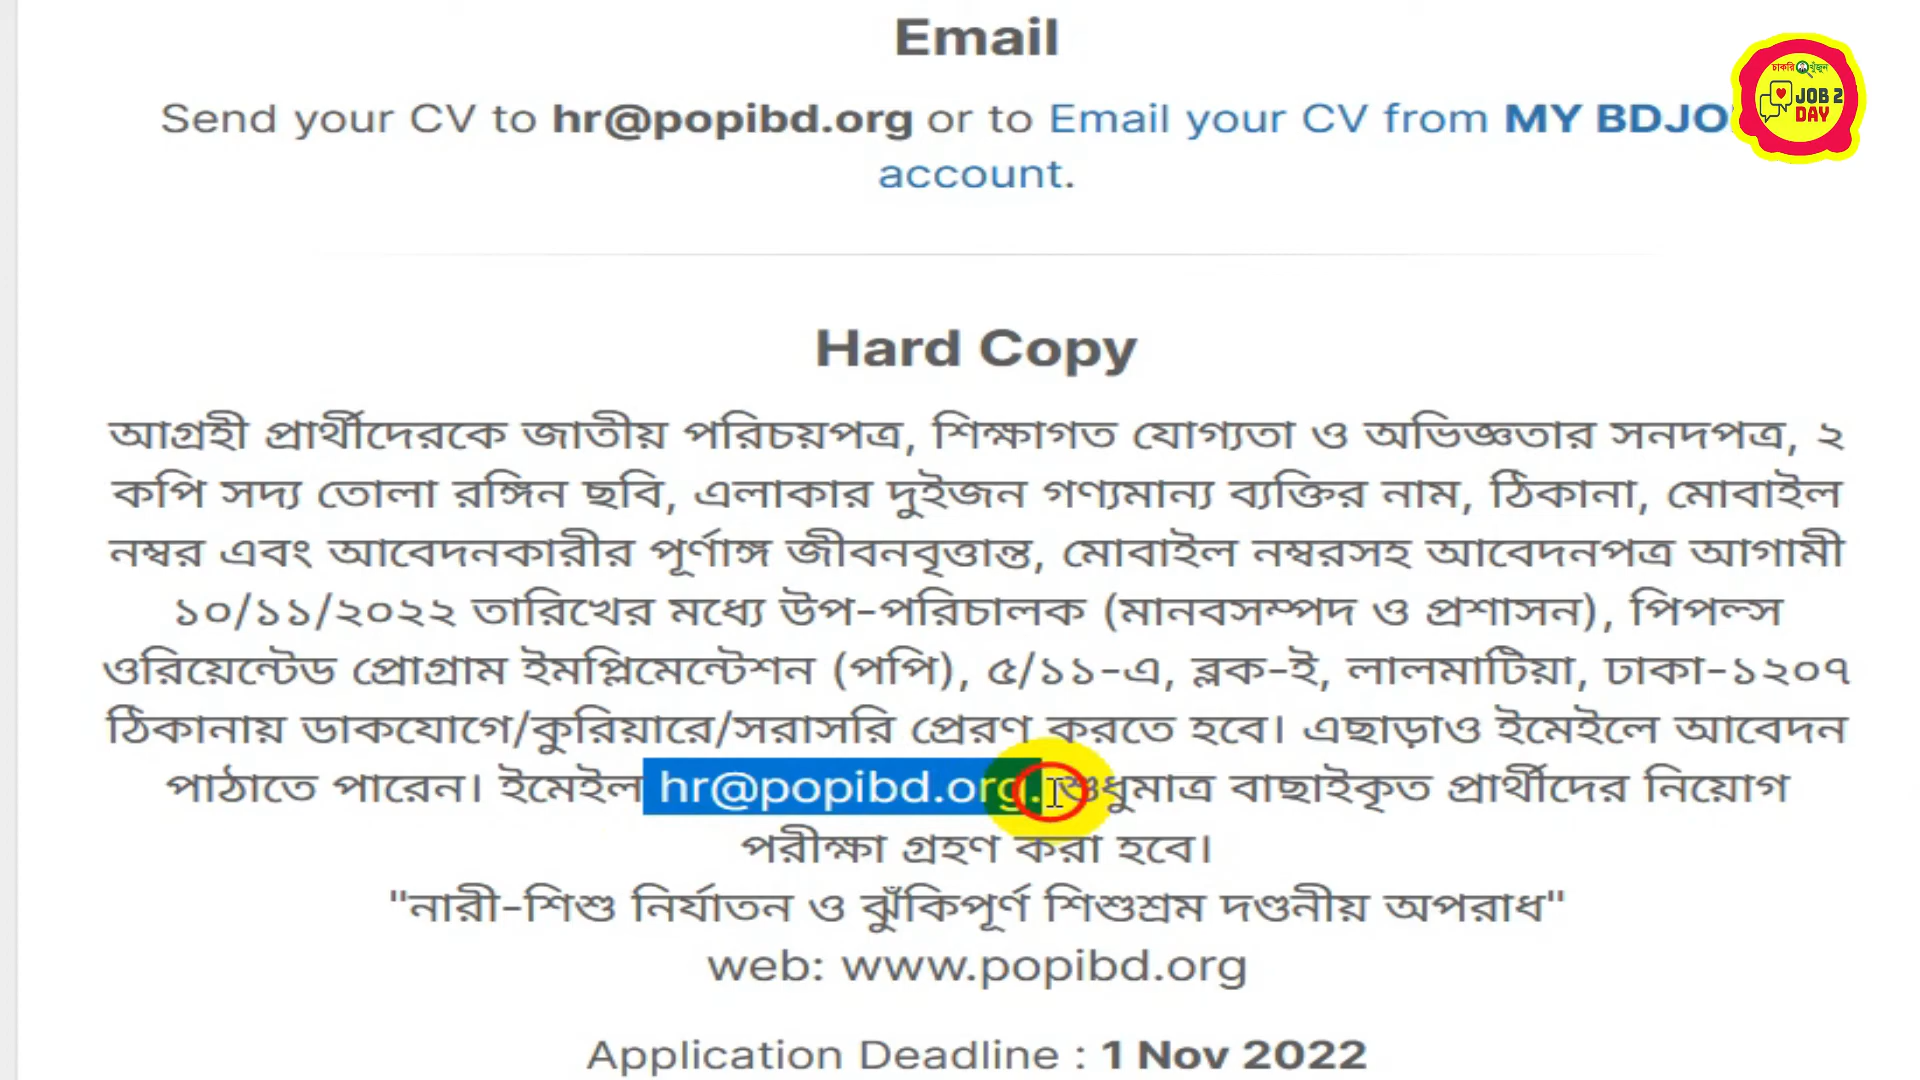 Email
Send your CV to hr@popibd.org or to Email your CV from MY BDJO
account.
চাকরি খুঁজুন
JOB 2
DAY
Hard Copy
আগ্রহী প্রার্থীদেরকে জাতীয় পরিচয়পত্র, শিক্ষাগত যোগ্যতা ও অভিজ্ঞতার সনদপত্র, ২
কপি সদ্য তোলা রঙ্গিন ছবি, এলাকার দুইজন গণ্যমান্য ব্যক্তির নাম, ঠিকানা, মোবাইল
নম্বর এবং আবেদনকারীর পূর্ণাঙ্গ জীবনবৃত্তান্ত, মোবাইল নম্বরসহ আবেদনপত্র আগামী
১০/১১/২০২২ তারিখের মধ্যে উপ-পরিচালক (মানবসম্পদ ও প্রশাসন), পিপল্স
ওরিয়েন্টেড প্রোগ্রাম ইমপ্লিমেন্টেশন (পপি), ৫/১১-এ, ব্লক-ই, লালমাটিয়া, ঢাকা-১২০৭
ঠিকানায় ডাকযোগে/কুরিয়ারে/সরাসরি প্রেরণ করতে হবে। এছাড়াও ইমেইলে আবেদন
পাঠাতে পারেন। ইমেইল hr@popibd.org. শুধুমাত্র বাছাইকৃত প্রার্থীদের নিয়োগ
পরীক্ষা গ্রহণ করা হবে।
"নারী-শিশু নির্যাতন ও ঝুঁকিপূর্ণ শিশুশ্রম দণ্ডনীয় অপরাধ"
web: www.popibd.org
Application Deadline : 1 Nov 2022